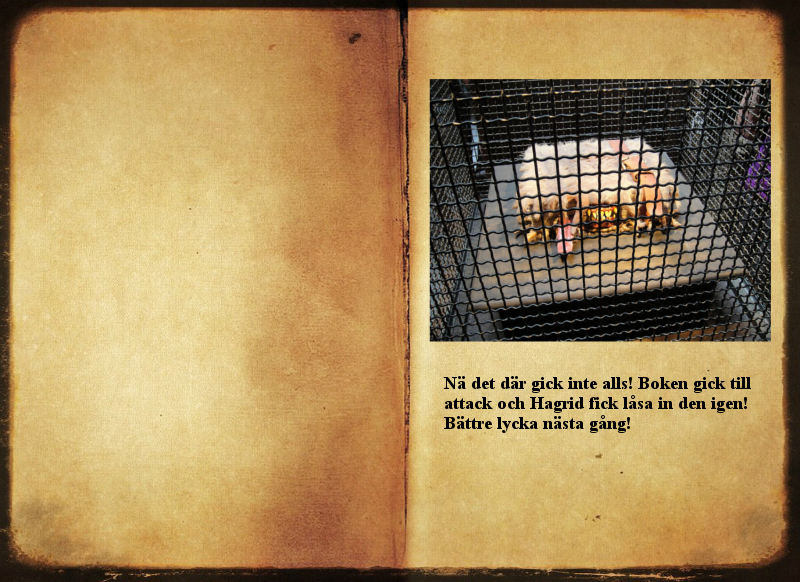 Nä det där gick inte alls! Boken gick till
attack och Hagrid fick låsa in den igen!
Bättre lycka nästa gång!